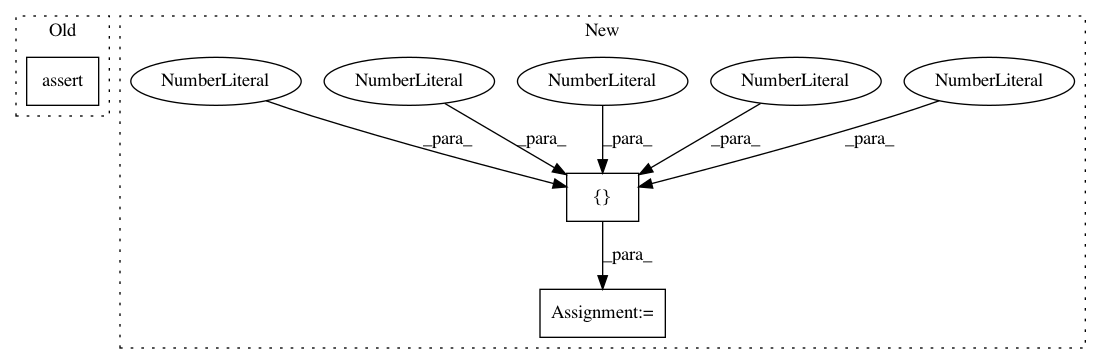 Old
New
assert
NumberLiteral
NumberLiteral
NumberLiteral
NumberLiteral
NumberLiteral
_para_
_para_
_para_
_para_
_para_
{}
_para_
Assignment:=